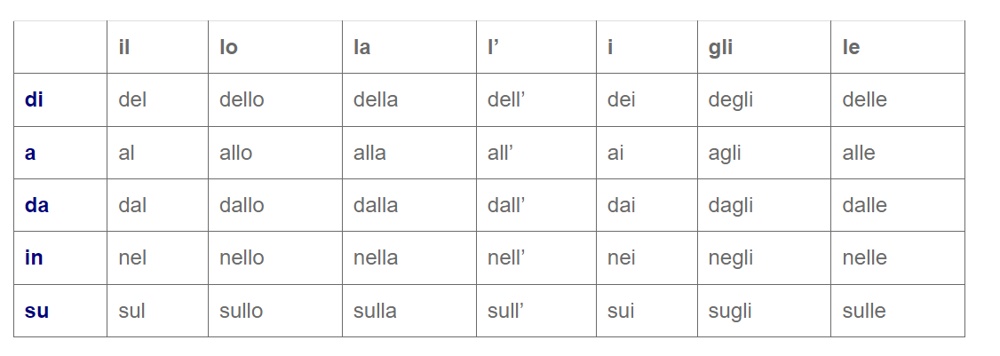 il lo la l’ i gli le
di del dello della dell’ dei degli delle
a al allo alla all’ ai agli alle
da dal dallo dalla dall’ dai dagli dalle
in nel nello nella nell’ nei negli nelle
su sul sullo sulla sull’ sui sugli sulle